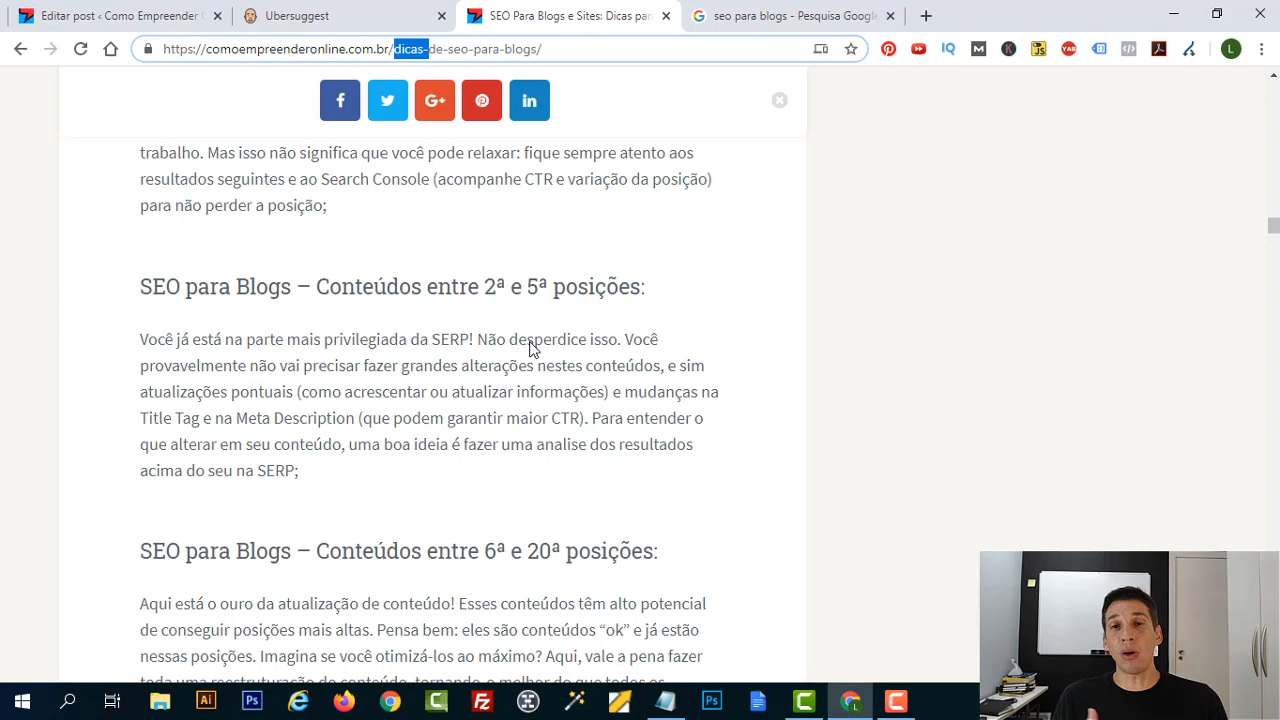 Editar post ‹ Como Empreender
Ubersuggest
SEO Para Blogs e Sites: Dicas par
seo para blogs - Pesquisa Google
https://comoempreenderonline.com.br/dicas-de-seo-para-blogs/
trabalho. Mas isso não significa que você pode relaxar: fique sempre atento aos
resultados seguintes e ao Search Console (acompanhe CTR e variação da posição)
para não perder a posição;
SEO para Blogs – Conteúdos entre 2ª e 5ª posições:
Você já está na parte mais privilegiada da SERP! Não desperdice isso. Você
provavelmente não vai precisar fazer grandes alterações nestes conteúdos, e sim
atualizações pontuais (como acrescentar ou atualizar informações) e mudanças na
Title Tag e na Meta Description (que podem garantir maior CTR). Para entender o
que alterar em seu conteúdo, uma boa ideia é fazer uma analise dos resultados
acima do seu na SERP;
SEO para Blogs – Conteúdos entre 6ª e 20ª posições:
Aqui está o ouro da atualização de conteúdo! Esses conteúdos têm alto potencial
de conseguir posições mais altas. Pensa bem: eles são conteúdos “ok” e já estão
nessas posições. Imagina se você otimizá-los ao máximo? Aqui, vale a pena fazer